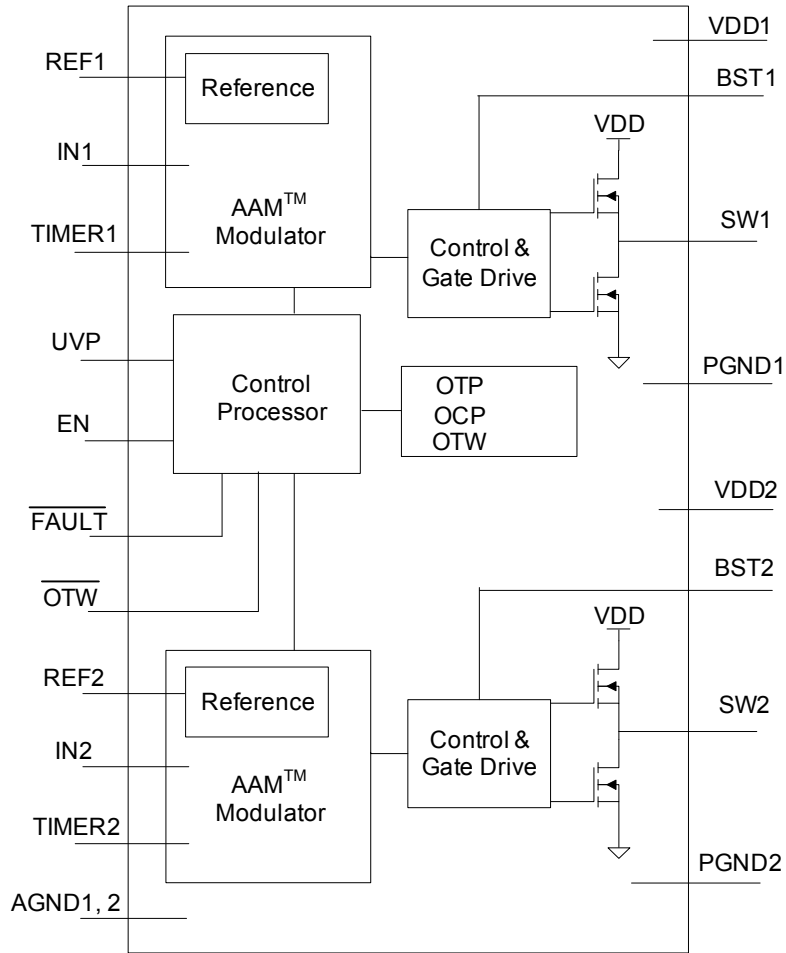 VDD1
REF1
Reference
BST1
VDD
IN1
AAM™
Modulator
TIMER1
Control &
Gate Drive
SW1
UVP
Control
Processor
PGND1
OTP
OCP
OTW
EN
VDD2
FAULT
BST2
OTW
VDD
REF2
Reference
SW2
Control &
Gate Drive
IN2
AAM™
Modulator
TIMER2
PGND2
AGND1, 2